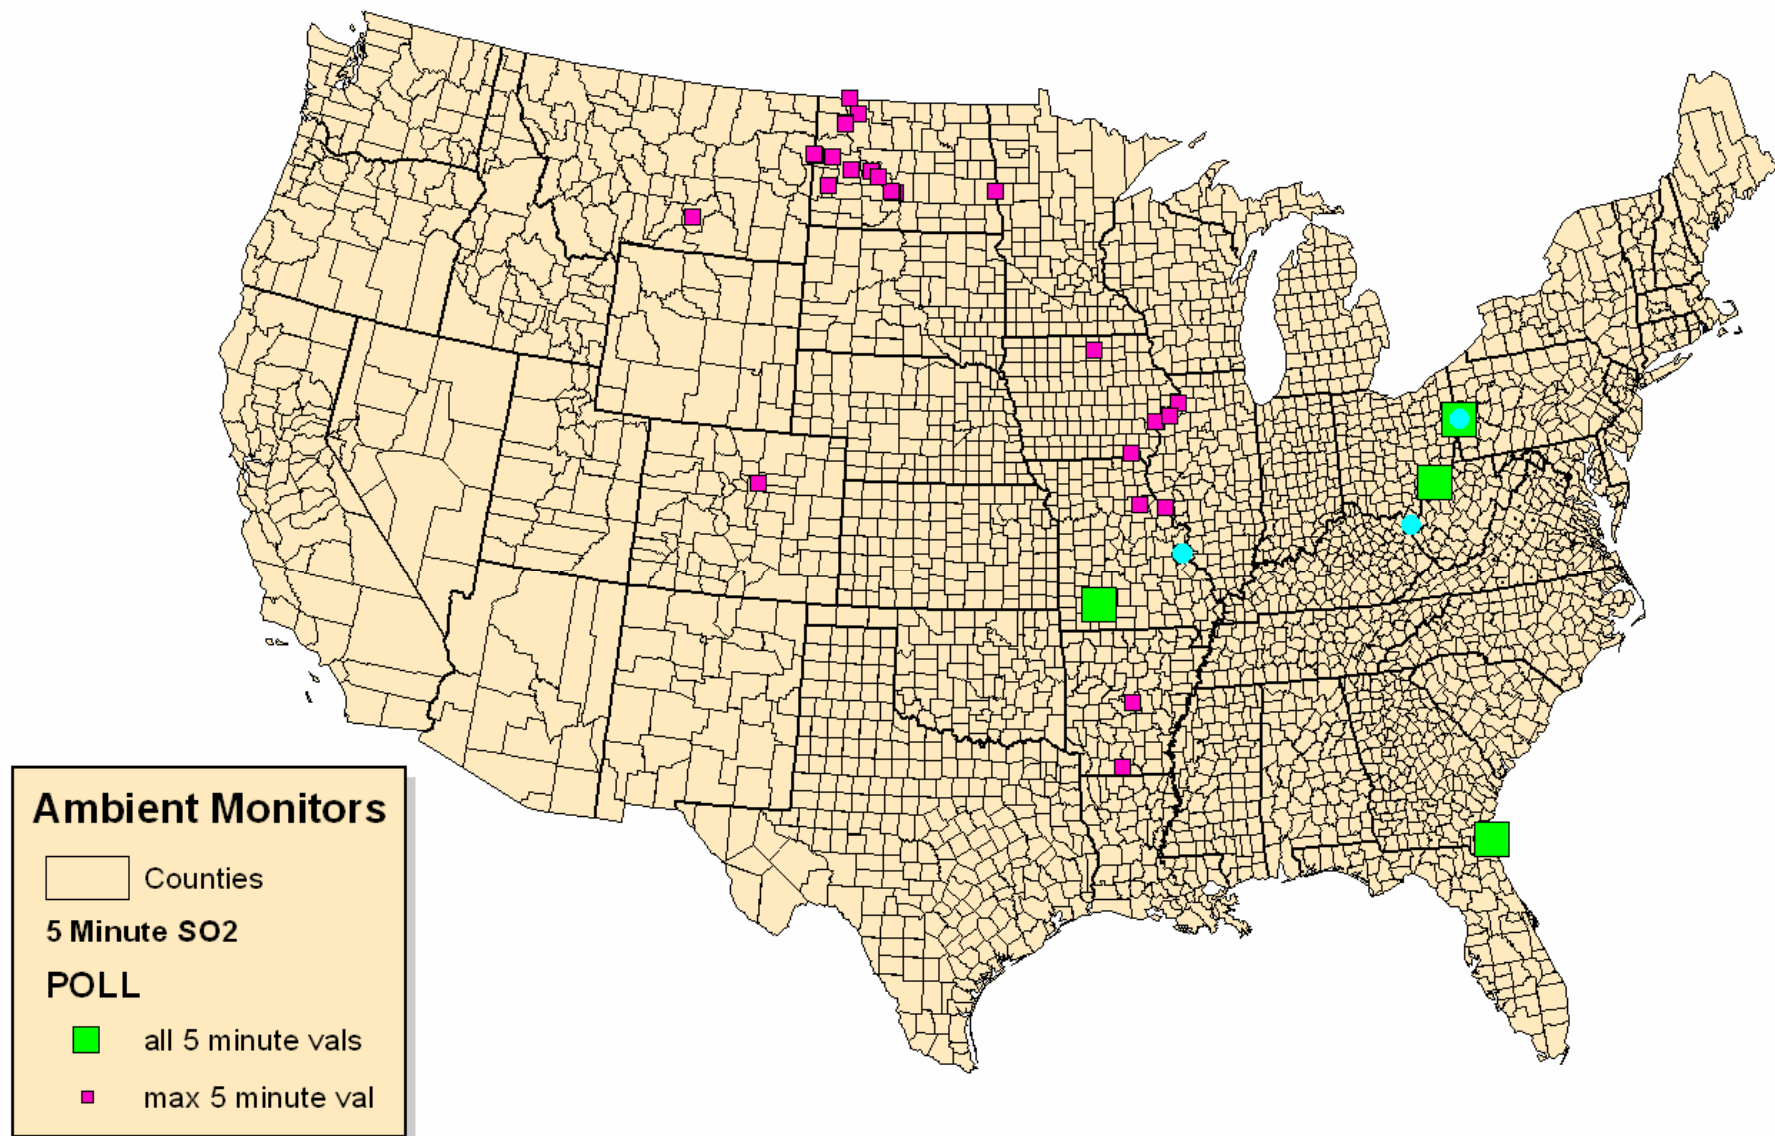 Ambient Monitors
Counties
5 Minute SO2
POLL
all 5 minute vals
max 5 minute val